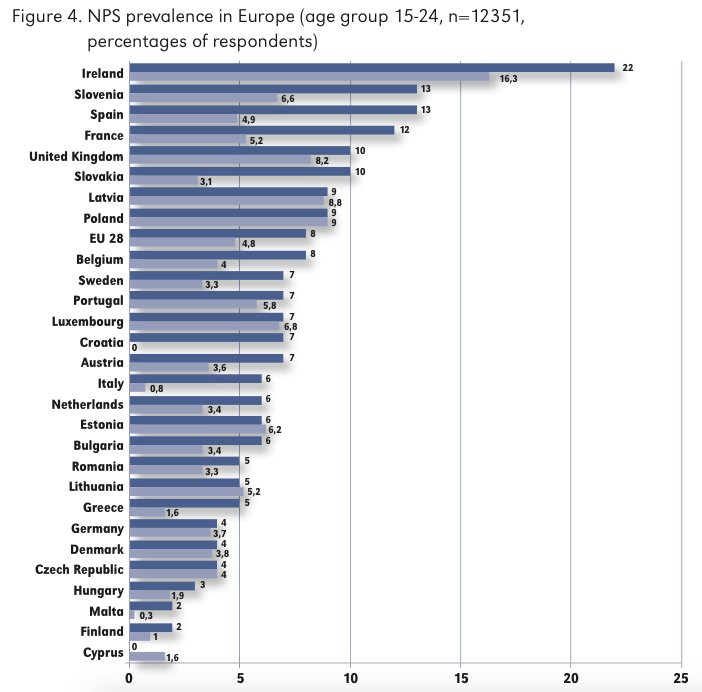 Figure 4. NPS prevalence in Europe (age group 15-24, n=12351,
percentages of respondents)
Ireland 22
16,3
Slovenia 13
6,6
Spain 13
4,9
France 12
5,2
United Kingdom 10
8,2
Slovakia 10
3,1
Latvia 9
8,8
Poland 9
9
EU 28 8
4,8
Belgium 8
4
Sweden 7
3,3
Portugal 7
5,8
Luxembourg 7
6,8
Croatia 7
0
Austria 7
3,6
Italy 6
0,8
Netherlands 6
3,4
Estonia 6
6,2
Bulgaria 6
3,4
Romania 5
3,3
Lithuania 5
5,2
Greece 5
1,6
Germany 4
3,7
Denmark 4
3,8
Czech Republic 4
4
Hungary 3
1,9
Malta 2
0,3
Finland 2
1
Cyprus 0
1,6
0 5 10 15 20 25